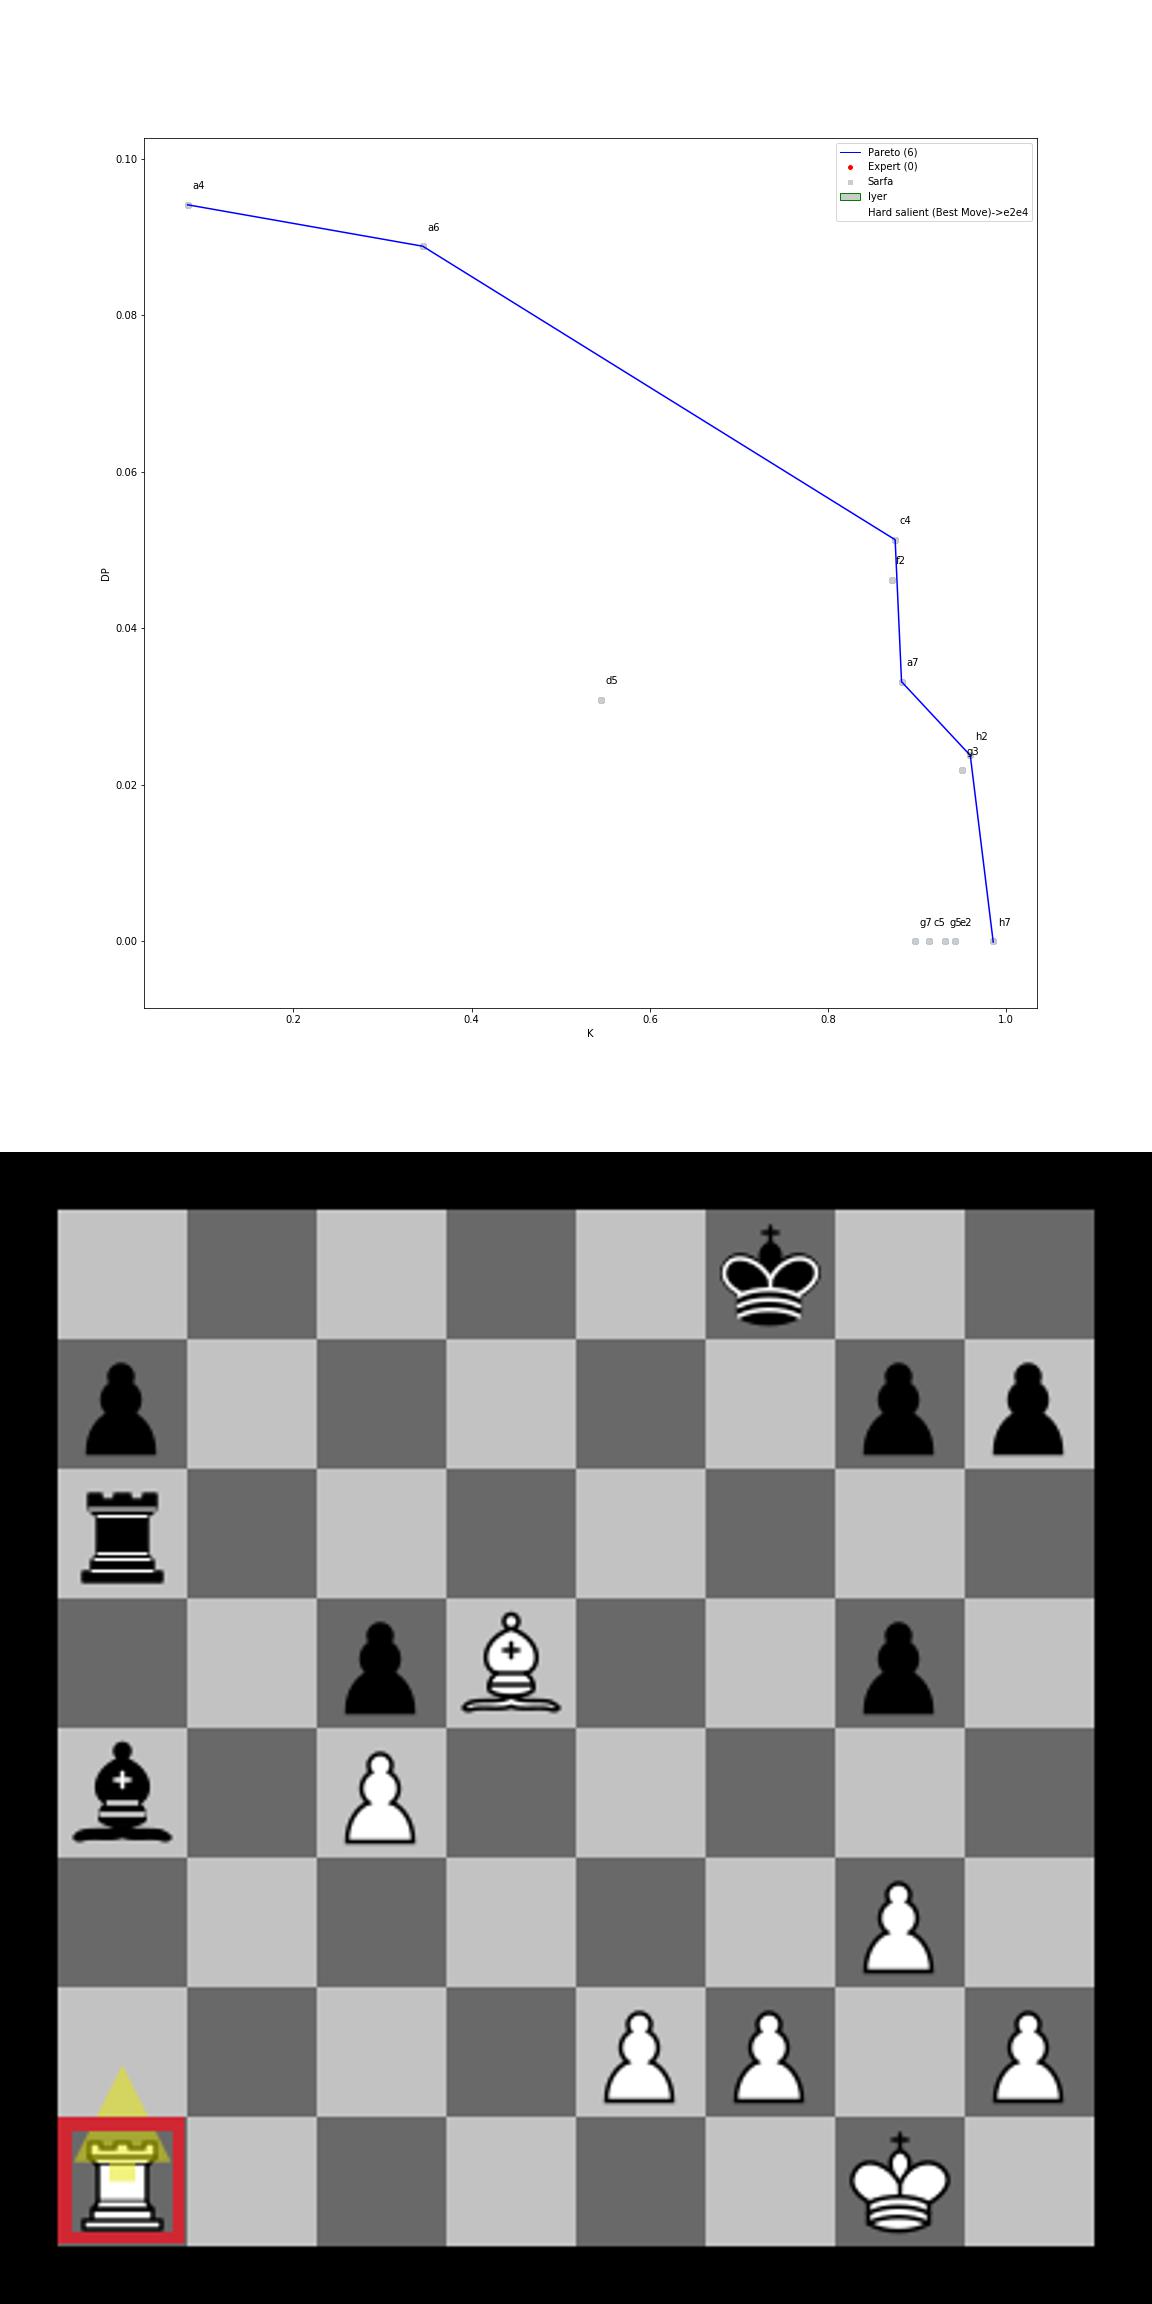 Pareto (6)
Expert (0)
Sarfa
Iyer
Hard salient (Best Move)->e2e4
0.10
a4
a6
0.08
0.06
c4
DP
f2
0.04
a7
d5
h2
g3
0.02
g7 c5 g5 e2 h7
0.00
0.2 0.4 0.6 0.8 1.0
K